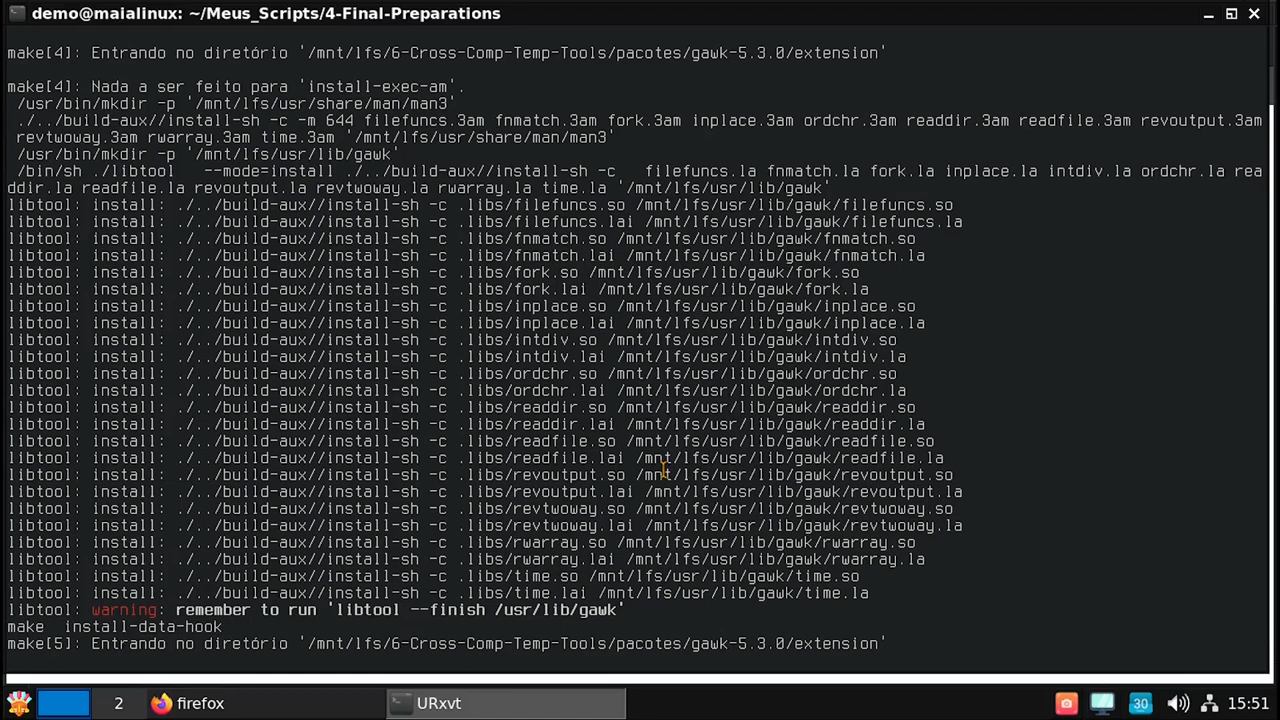 demo@maialinux: ~/Meus_Scripts/4-Final-Preparations
make[4]: Entrando no diretório '/mnt/lfs/6-Cross-Comp-Temp-Tools/pacotes/gawk-5.3.0/extension'
make[4]: Nada a ser feito para 'install-exec-am'.
 /usr/bin/mkdir -p '/mnt/lfs/usr/share/man/man3'
 ./../build-aux//install-sh -c -m 644 filefuncs.3am fnmatch.3am fork.3am inplace.3am ordchr.3am readdir.3am readfile.3am revoutput.3am
 revtwoway.3am rwarray.3am time.3am '/mnt/lfs/usr/share/man/man3'
 /usr/bin/mkdir -p '/mnt/lfs/usr/lib/gawk'
 /bin/sh ./libtool   --mode=install ./../build-aux//install-sh -c   filefuncs.la fnmatch.la fork.la inplace.la intdiv.la ordchr.la rea
ddir.la readfile.la revoutput.la revtwoway.la rwarray.la time.la '/mnt/lfs/usr/lib/gawk'
libtool: install: ./../build-aux//install-sh -c .libs/filefuncs.so /mnt/lfs/usr/lib/gawk/filefuncs.so
libtool: install: ./../build-aux//install-sh -c .libs/filefuncs.lai /mnt/lfs/usr/lib/gawk/filefuncs.la
libtool: install: ./../build-aux//install-sh -c .libs/fnmatch.so /mnt/lfs/usr/lib/gawk/fnmatch.so
libtool: install: ./../build-aux//install-sh -c .libs/fnmatch.lai /mnt/lfs/usr/lib/gawk/fnmatch.la
libtool: install: ./../build-aux//install-sh -c .libs/fork.so /mnt/lfs/usr/lib/gawk/fork.so
libtool: install: ./../build-aux//install-sh -c .libs/fork.lai /mnt/lfs/usr/lib/gawk/fork.la
libtool: install: ./../build-aux//install-sh -c .libs/inplace.so /mnt/lfs/usr/lib/gawk/inplace.so
libtool: install: ./../build-aux//install-sh -c .libs/inplace.lai /mnt/lfs/usr/lib/gawk/inplace.la
libtool: install: ./../build-aux//install-sh -c .libs/intdiv.so /mnt/lfs/usr/lib/gawk/intdiv.so
libtool: install: ./../build-aux//install-sh -c .libs/intdiv.lai /mnt/lfs/usr/lib/gawk/intdiv.la
libtool: install: ./../build-aux//install-sh -c .libs/ordchr.so /mnt/lfs/usr/lib/gawk/ordchr.so
libtool: install: ./../build-aux//install-sh -c .libs/ordchr.lai /mnt/lfs/usr/lib/gawk/ordchr.la
libtool: install: ./../build-aux//install-sh -c .libs/readdir.so /mnt/lfs/usr/lib/gawk/readdir.so
libtool: install: ./../build-aux//install-sh -c .libs/readdir.lai /mnt/lfs/usr/lib/gawk/readdir.la
libtool: install: ./../build-aux//install-sh -c .libs/readfile.so /mnt/lfs/usr/lib/gawk/readfile.so
libtool: install: ./../build-aux//install-sh -c .libs/readfile.lai /mnt/lfs/usr/lib/gawk/readfile.la
libtool: install: ./../build-aux//install-sh -c .libs/revoutput.so /mnt/lfs/usr/lib/gawk/revoutput.so
libtool: install: ./../build-aux//install-sh -c .libs/revoutput.lai /mnt/lfs/usr/lib/gawk/revoutput.la
libtool: install: ./../build-aux//install-sh -c .libs/revtwoway.so /mnt/lfs/usr/lib/gawk/revtwoway.so
libtool: install: ./../build-aux//install-sh -c .libs/revtwoway.lai /mnt/lfs/usr/lib/gawk/revtwoway.la
libtool: install: ./../build-aux//install-sh -c .libs/rwarray.so /mnt/lfs/usr/lib/gawk/rwarray.so
libtool: install: ./../build-aux//install-sh -c .libs/rwarray.lai /mnt/lfs/usr/lib/gawk/rwarray.la
libtool: install: ./../build-aux//install-sh -c .libs/time.so /mnt/lfs/usr/lib/gawk/time.so
libtool: install: ./../build-aux//install-sh -c .libs/time.lai /mnt/lfs/usr/lib/gawk/time.la
libtool: warning: remember to run 'libtool --finish /usr/lib/gawk'
make  install-data-hook
make[5]: Entrando no diretório '/mnt/lfs/6-Cross-Comp-Temp-Tools/pacotes/gawk-5.3.0/extension'
2 firefox URxvt 30 15:51